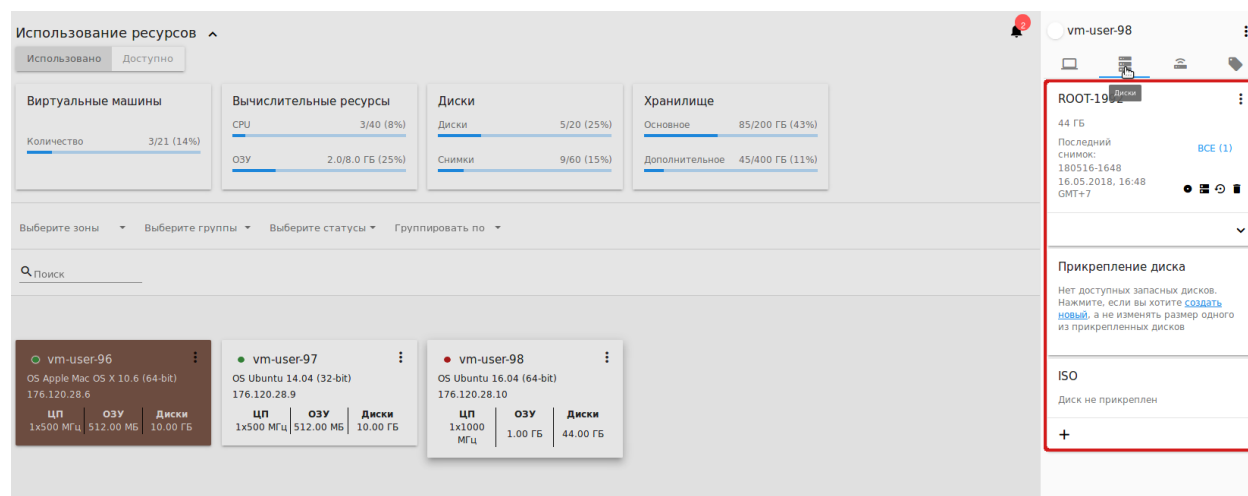 Использование ресурсов
2
Использовано Доступно
Виртуальные машины
Количество 3/21 (14%)
Вычислительные ресурсы
CPU 3/40 (8%)
ОЗУ 2.0/8.0 ГБ (25%)
Диски
Диски 5/20 (25%)
Снимки 9/60 (15%)
Хранилище
Основное 85/200 ГБ (43%)
Дополнительное 45/400 ГБ (11%)
Выберите зоны Выберите группы Выберите статусы Группировать по
Поиск
vm-user-96
OS Apple Mac OS X 10.6 (64-bit)
176.120.28.6
ЦП ОЗУ Диски
1x500 МГц 512.00 МБ 10.00 ГБ
vm-user-97
OS Ubuntu 14.04 (32-bit)
176.120.28.9
ЦП ОЗУ Диски
1x500 МГц 512.00 МБ 10.00 ГБ
vm-user-98
OS Ubuntu 16.04 (64-bit)
176.120.28.10
ЦП ОЗУ Диски
1x1000
МГц 1.00 ГБ 44.00 ГБ
vm-user-98
Диски
44 ГБ
Последний
снимок:
180516-1648
16.05.2018, 16:48
GMT+7
ВСЕ (1)
Прикрепление диска
Нет доступных запасных дисков.
Нажмите, если вы хотите создать
новый, а не изменять размер одного
из прикрепленных дисков
ISO
Диск не прикреплен
+